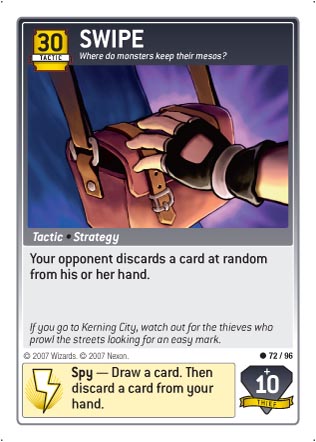 30
TACTIC
SWIPE
Where do monsters keep their mesos?
Tactic • Strategy
Your opponent discards a card at random
from his or her hand.
If you go to Kerning City, watch out for the thieves who
prowl the streets looking for an easy mark.
© 2007 Wizards. © 2007 Nexon.
● 72 / 96
Spy — Draw a card. Then
discard a card from your
hand.
+
10
THIEF